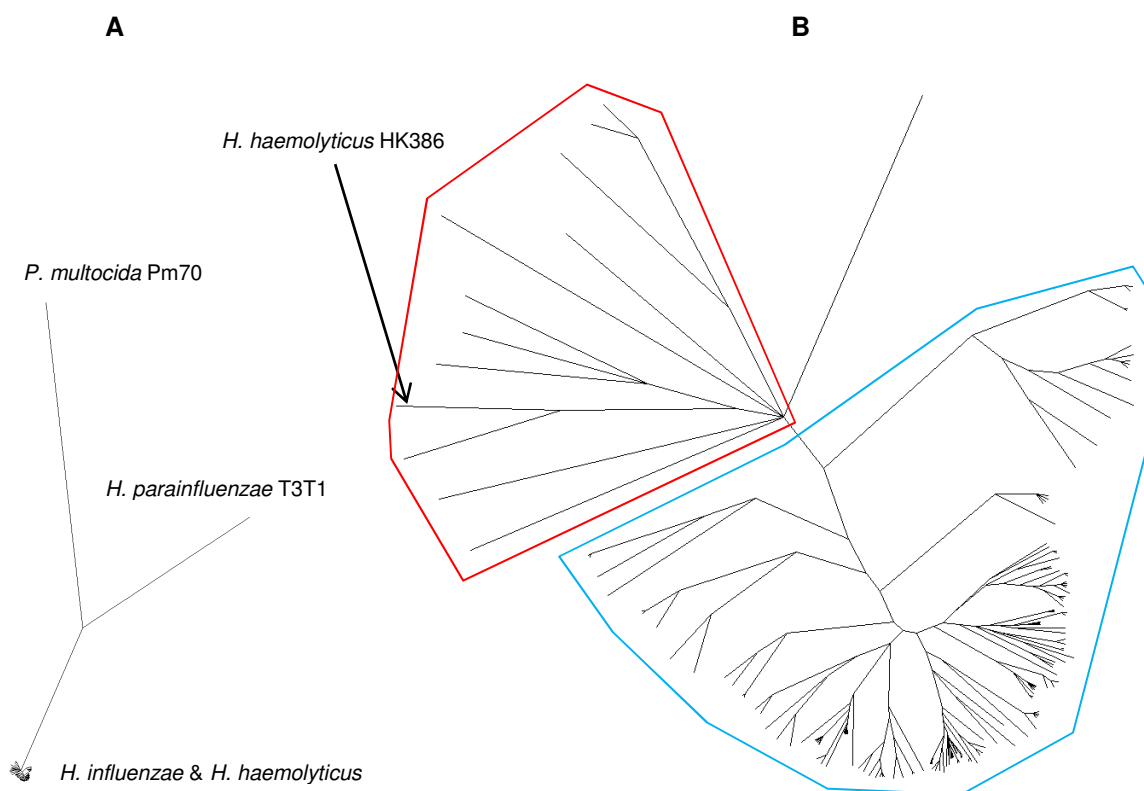 A
B
H. haemolyticus HK386
P. multocida Pm70
H. parainfluenzae T3T1
H. influenzae & H. haemolyticus